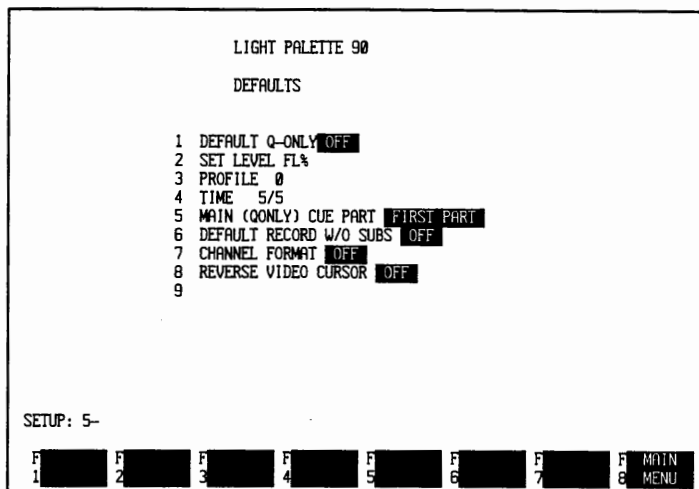 LIGHT PALETTE 90
DEFAULTS
1 DEFAULT Q-ONLY OFF
2 SET LEVEL FL%
3 PROFILE 0
4 TIME 5/5
5 MAIN (QONLY) CUE PART FIRST PART
6 DEFAULT RECORD W/O SUBS OFF
7 CHANNEL FORMAT OFF
8 REVERSE VIDEO CURSOR OFF
9
SETUP: 5-
F F F F F F F F MAIN
1 2 3 4 5 6 7 8 MENU